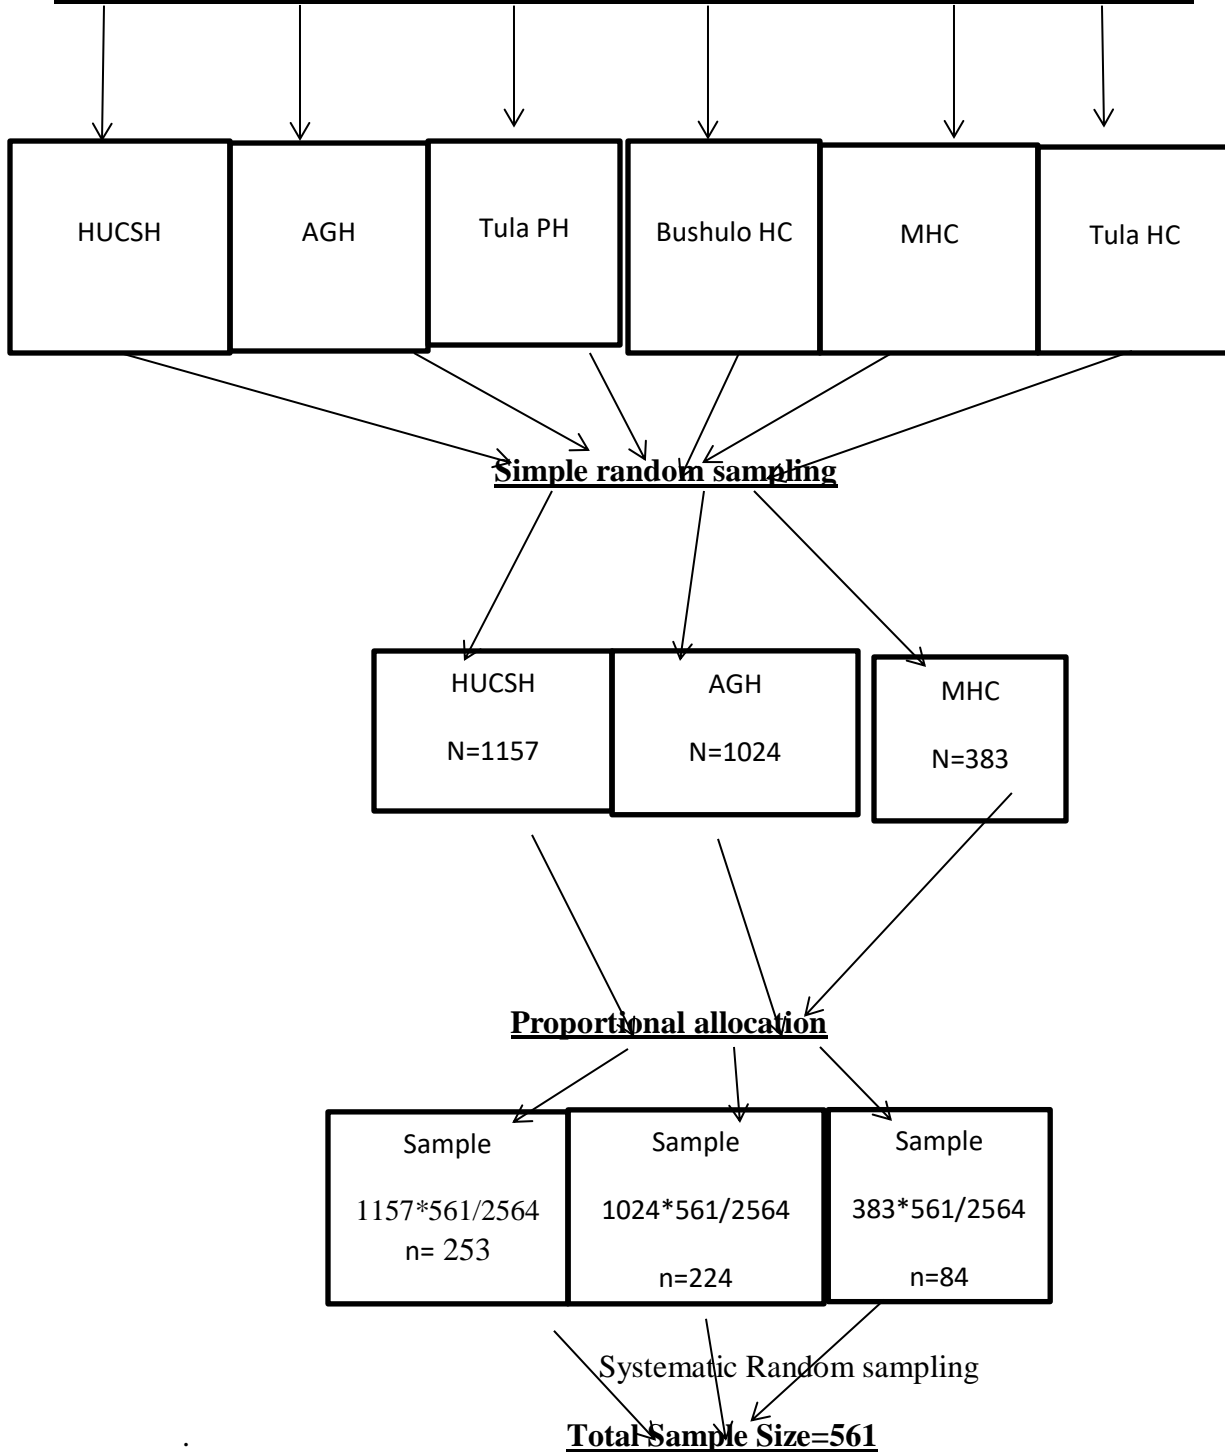 HUCSH
AGH
Tula PH
Bushulo HC
MHC
Tula HC
Simple random sampling
HUCSH
N=1157
AGH
N=1024
MHC
N=383
Proportional allocation
Sample
1157*561/2564
n= 253
Sample
1024*561/2564
n=224
Sample
383*561/2564
n=84
Systematic Random sampling
Total Sample Size=561
.